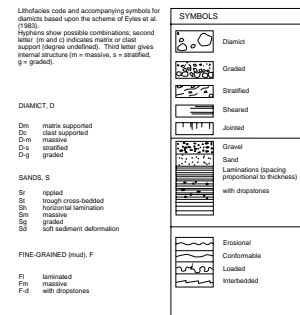 Lithofacies code and accompanying symbols for
diamicts based upon the scheme of Eyles et al.
(1983).
Hyphens show possible combinations; second
letter (m and c) indicates matrix or clast
support (degree undefined). Third letter gives
internal structure (m = massive, s = stratified,
g = graded).
DIAMICT, D
Dm matrix supported
Dc clast supported
D-m massive
D-s stratified
D-g graded
SANDS, S
Sr rippled
St trough cross-bedded
Sh horizontal lamination
Sm massive
Sg graded
Sd soft sediment deformation
FINE-GRAINED (mud), F
Fl laminated
Fm massive
F-d with dropstones
SYMBOLS
Diamict
Graded
Stratified
Sheared
Jointed
Gravel
Sand
Laminations (spacing
proportional to thickness)
with dropstones
Erosional
Conformable
Loaded
Interbedded